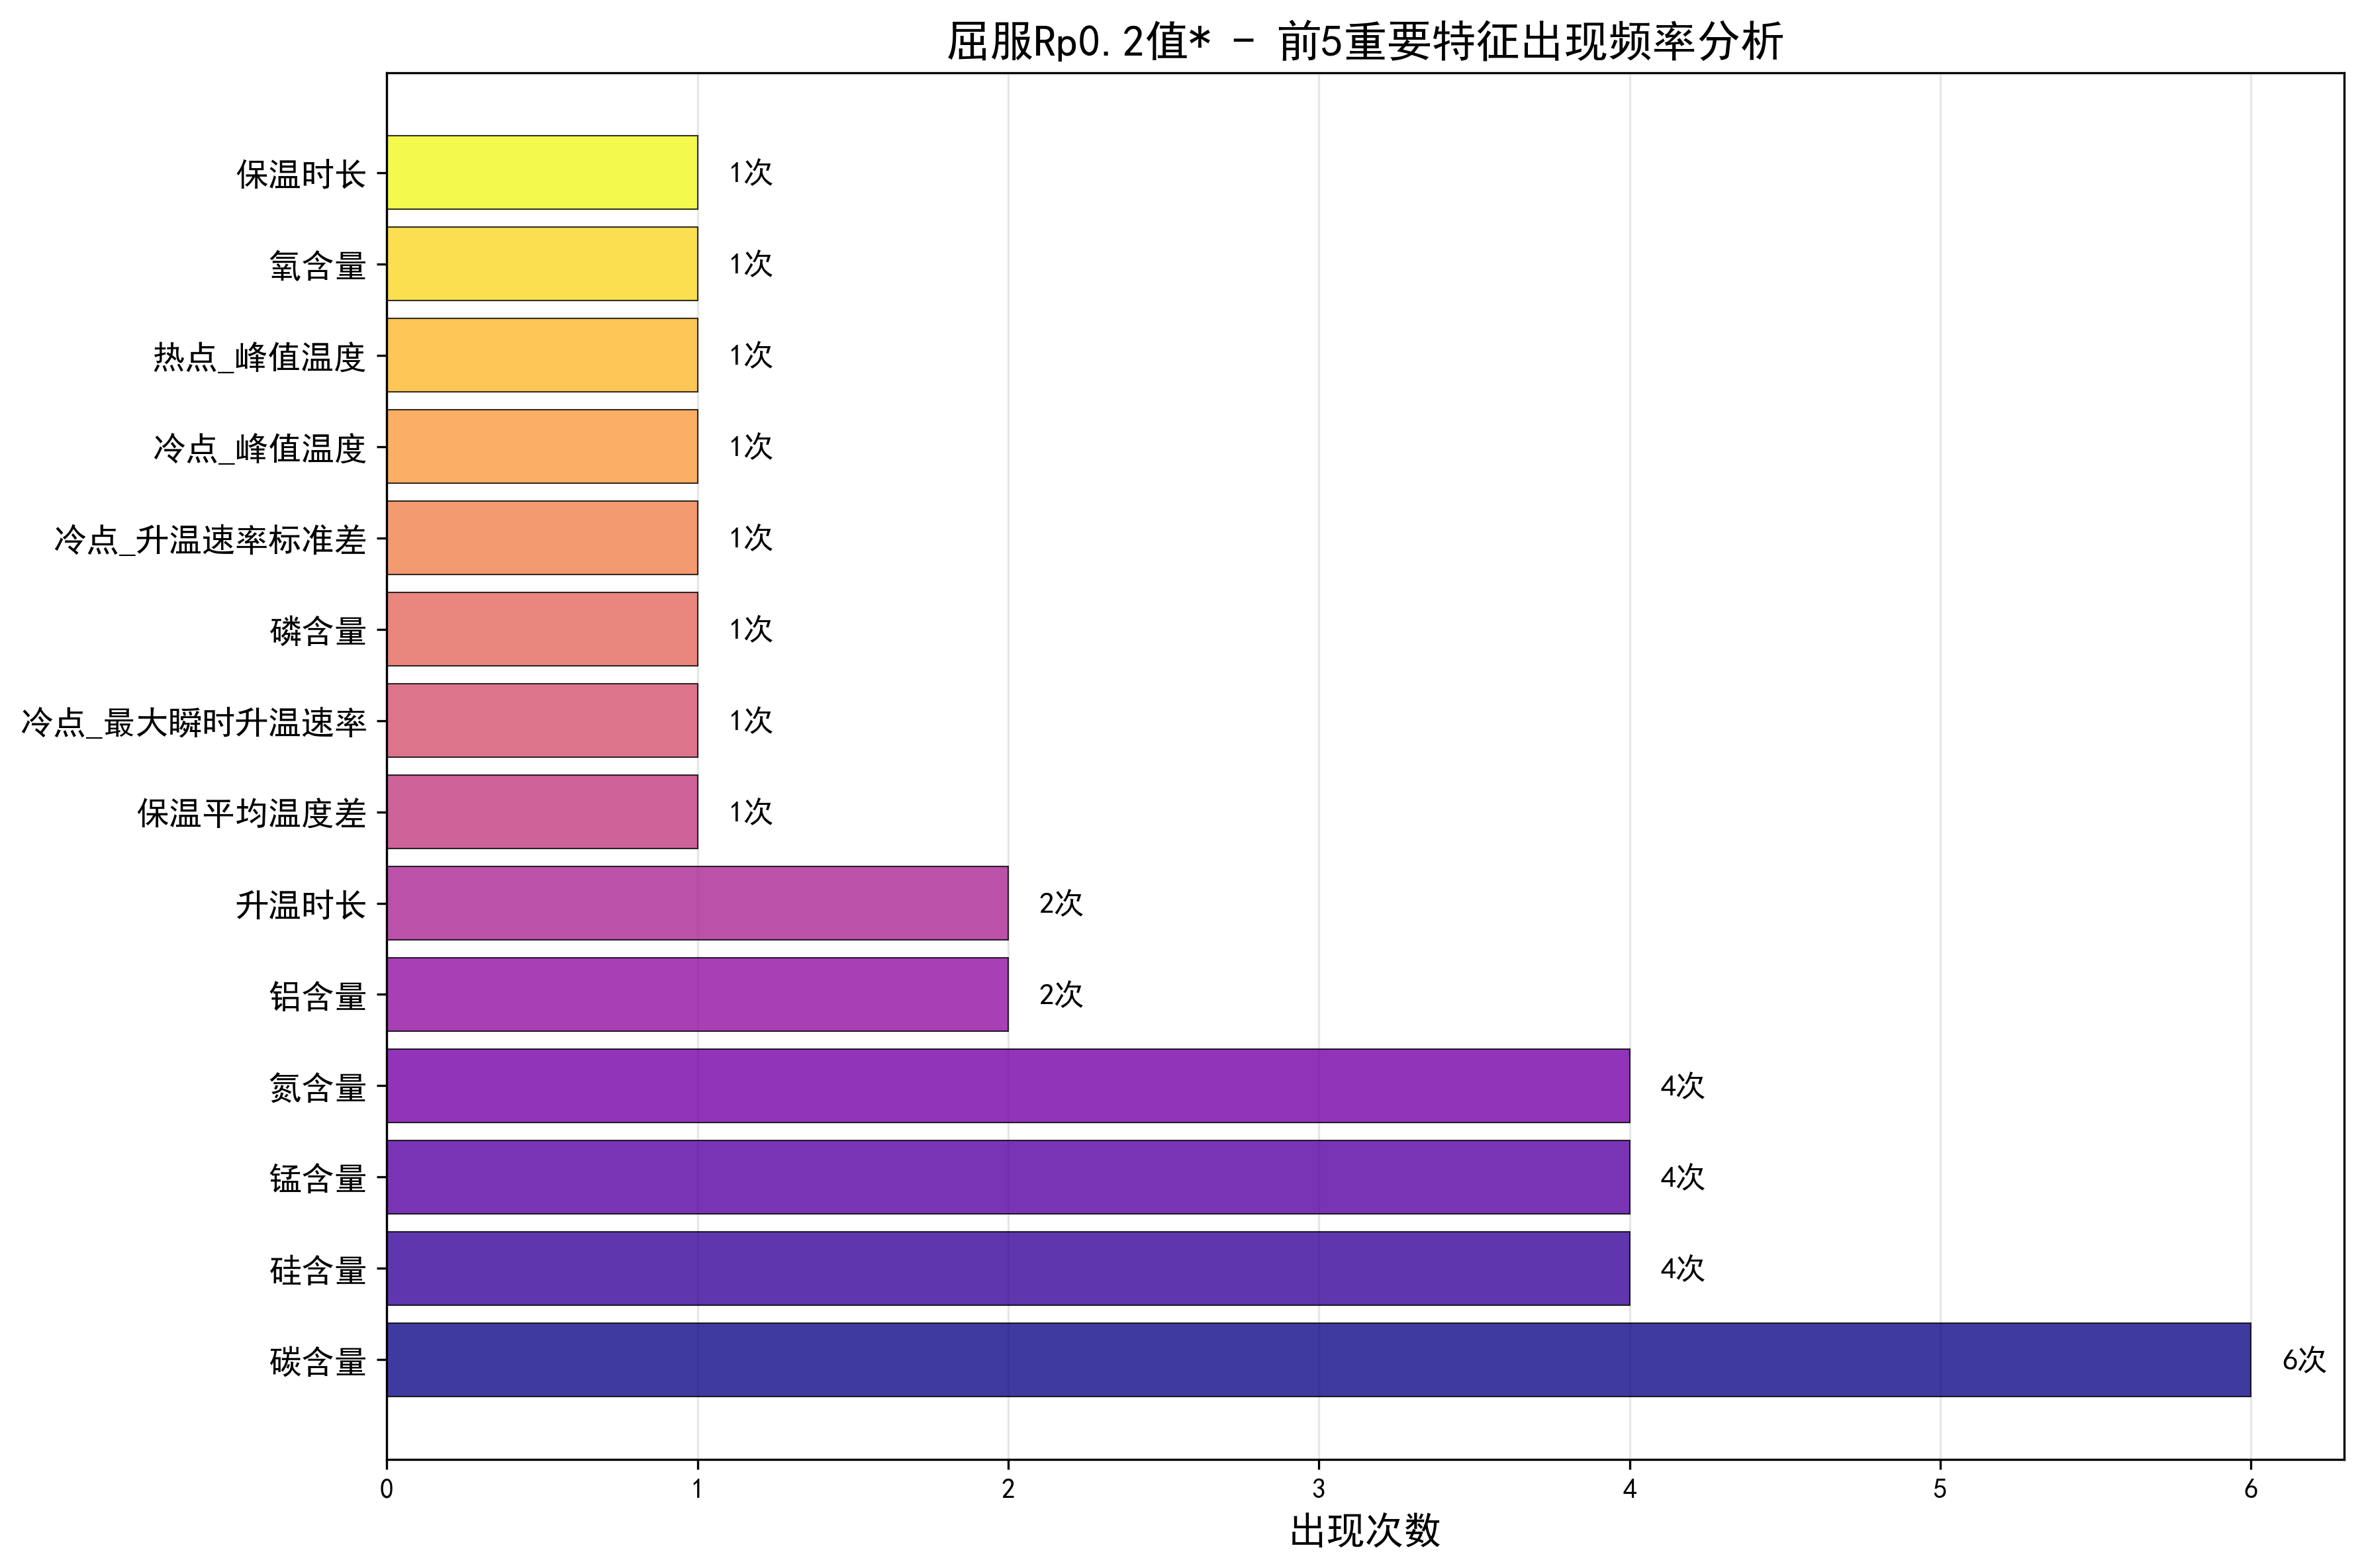 屈服Rp0.2值* - 前5重要特征出现频率分析
保温时长 1次
氧含量 1次
热点_峰值温度 1次
冷点_峰值温度 1次
冷点_升温速率标准差 1次
磷含量 1次
冷点_最大瞬时升温速率 1次
保温平均温度差 1次
升温时长 2次
铝含量 2次
氮含量 4次
锰含量 4次
硅含量 4次
碳含量 6次
0 1 2 3 4 5 6
出现次数